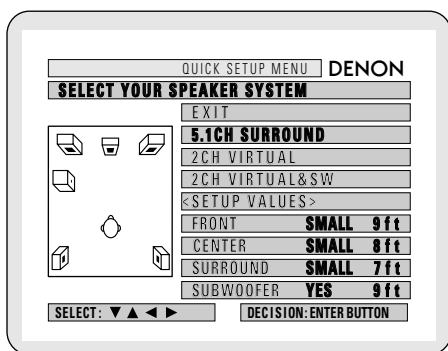 QUICK SETUP MENU DENON
SELECT YOUR SPEAKER SYSTEM
EXIT
5.1CH SURROUND
2CH VIRTUAL
2CH VIRTUAL&SW
<SETUP VALUES>
FRONT SMALL 9ft
CENTER SMALL 8ft
SURROUND SMALL 7ft
SUBWOOFER YES 9ft
SELECT: ▼ ▲ ◄ ► DECISION: ENTER BUTTON